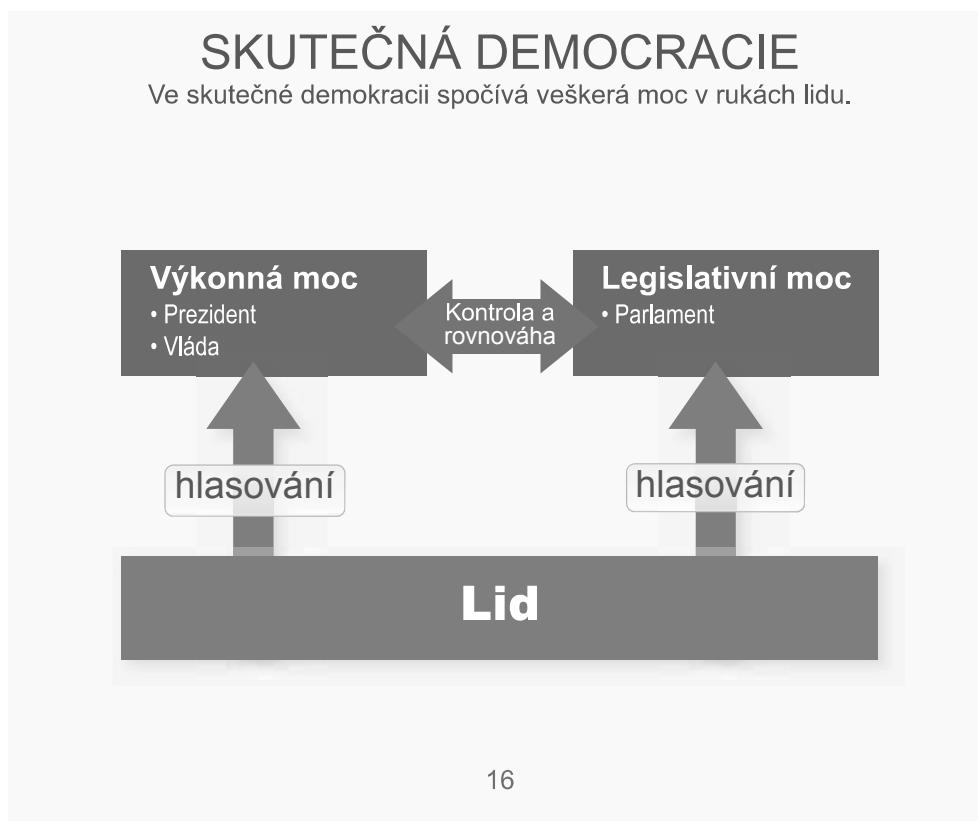 SKUTEČNÁ DEMOCRACIE
Ve skutečné demokracii spočívá veškerá moc v rukách lidu.
Výkonná moc
• Prezident
• Vláda
Kontrola a
rovnováha
Legislativní moc
• Parlament
hlasování
hlasování
Lid
16